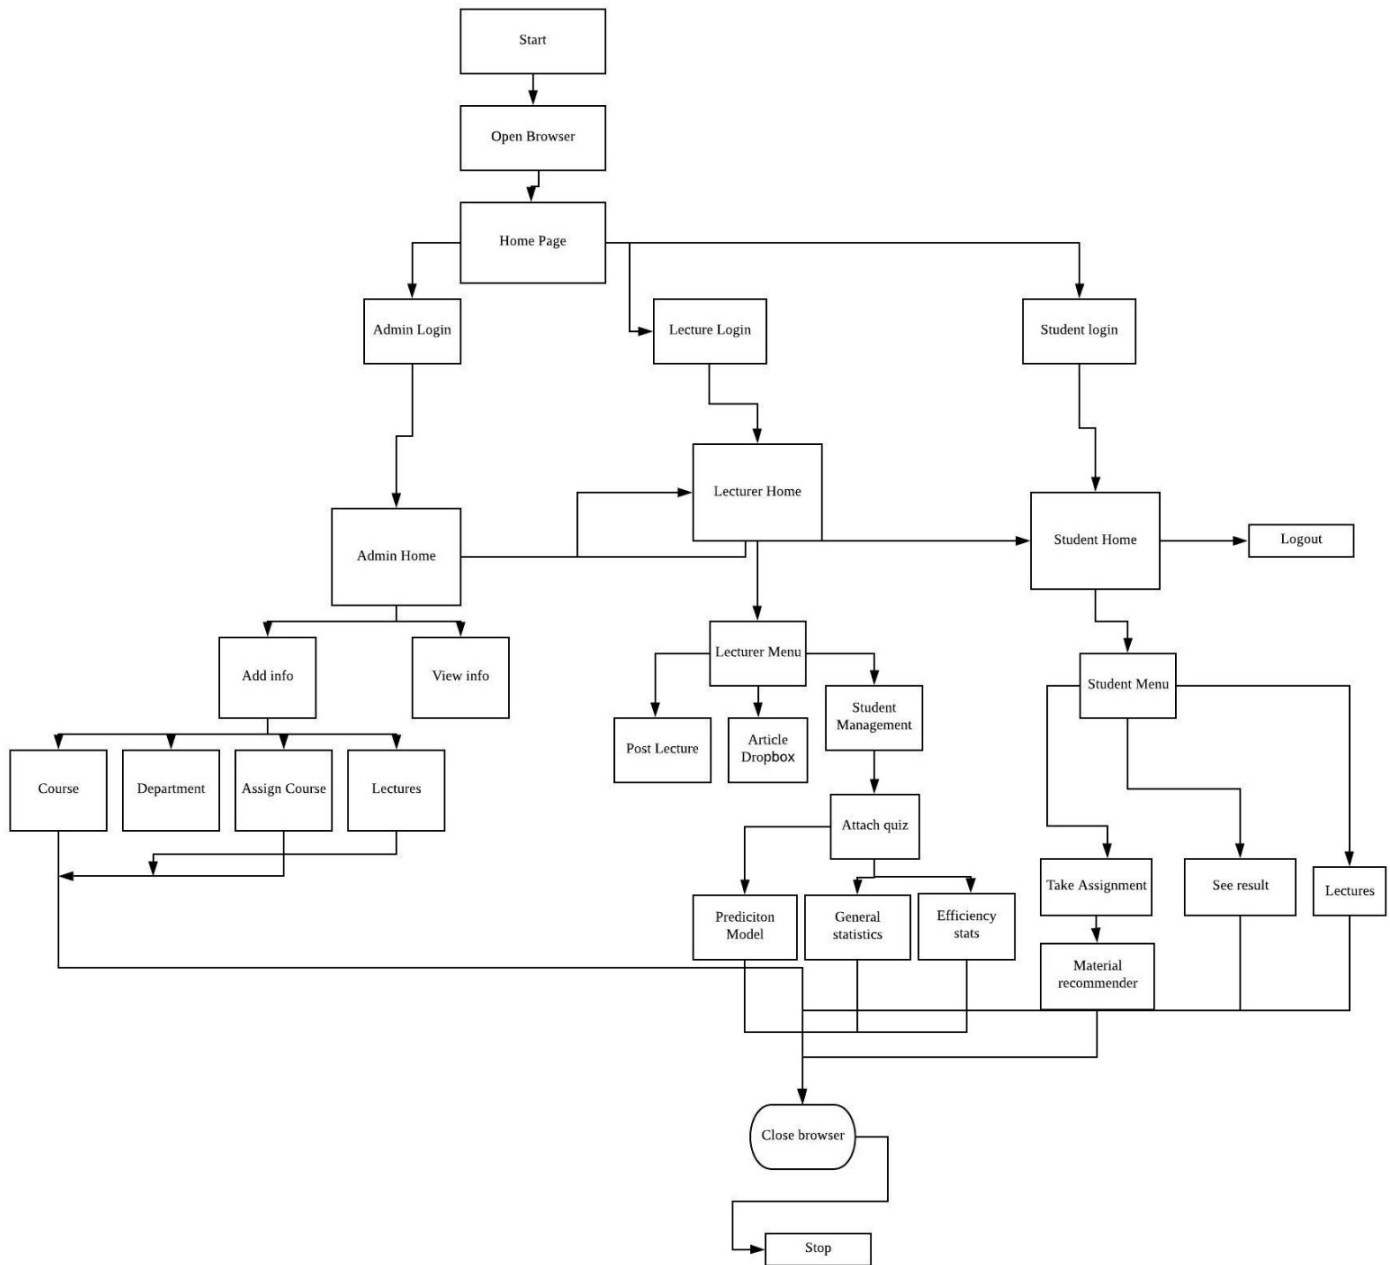 Start
Open Browser
Home Page
Admin Login
Lecture Login
Student login
Lecturer Home
Admin Home
Student Home
Logout
Add info
View info
Lecturer Menu
Student Menu
Student
Management
Post Lecture
Article
Dropbox
Course
Department
Assign Course
Lectures
Attach quiz
Take Assignment
See result
Lectures
Prediciton
Model
General
statistics
Efficiency
stats
Material
recommender
Close browser
Stop